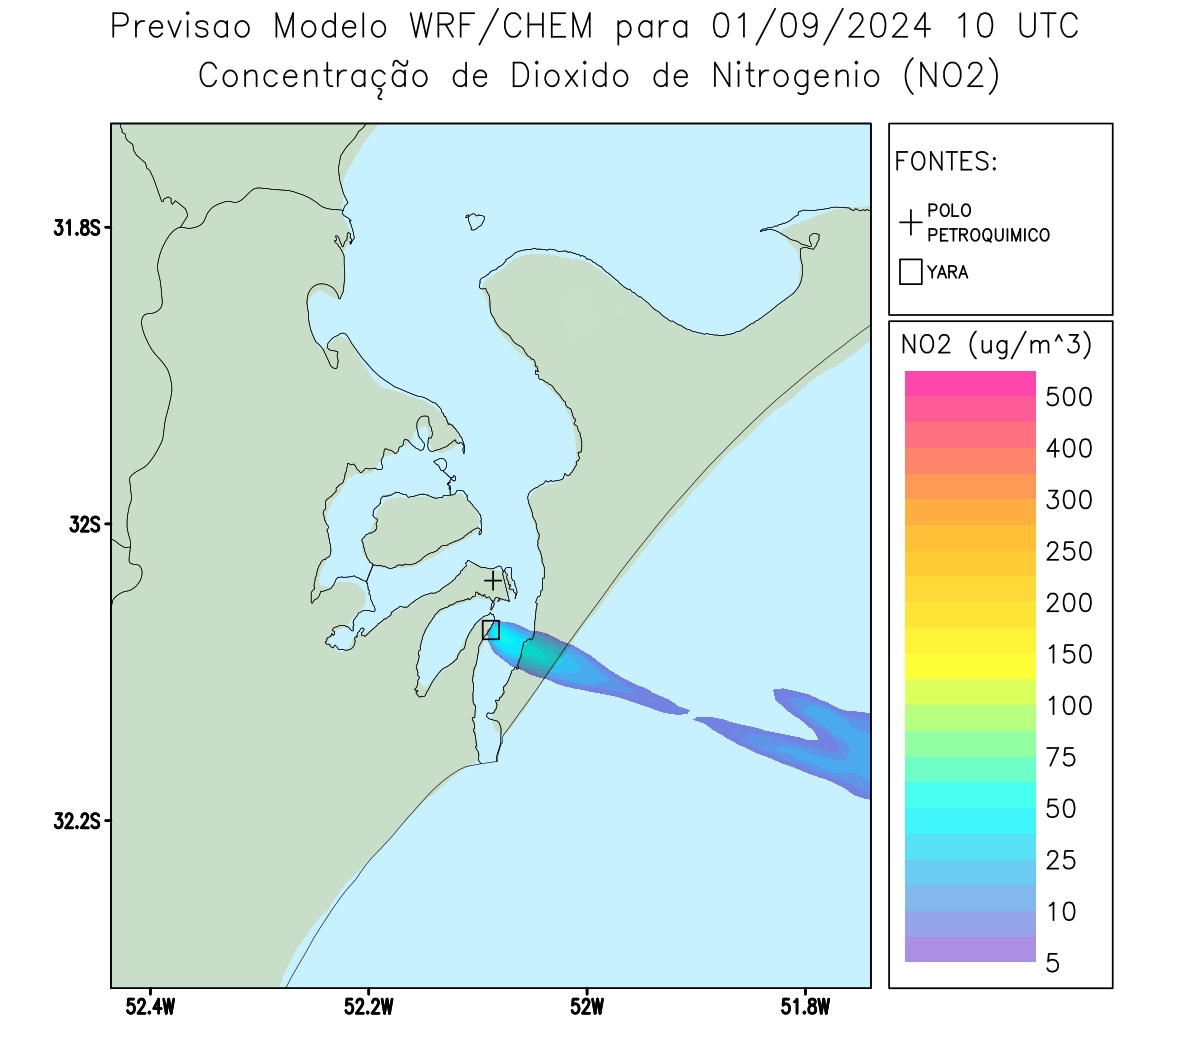 Previsao Modelo WRF/CHEM para 01/09/2024 10 UTC
Concentração de Dioxido de Nitrogenio (NO2)
FONTES:
POLO
PETROQUIMICO
YARA
NO2 (ug/m^3)
500
400
300
250
200
150
100
75
50
25
10
5
31.8S
32S
32.2S
52.4W
52.2W
52W
51.8W